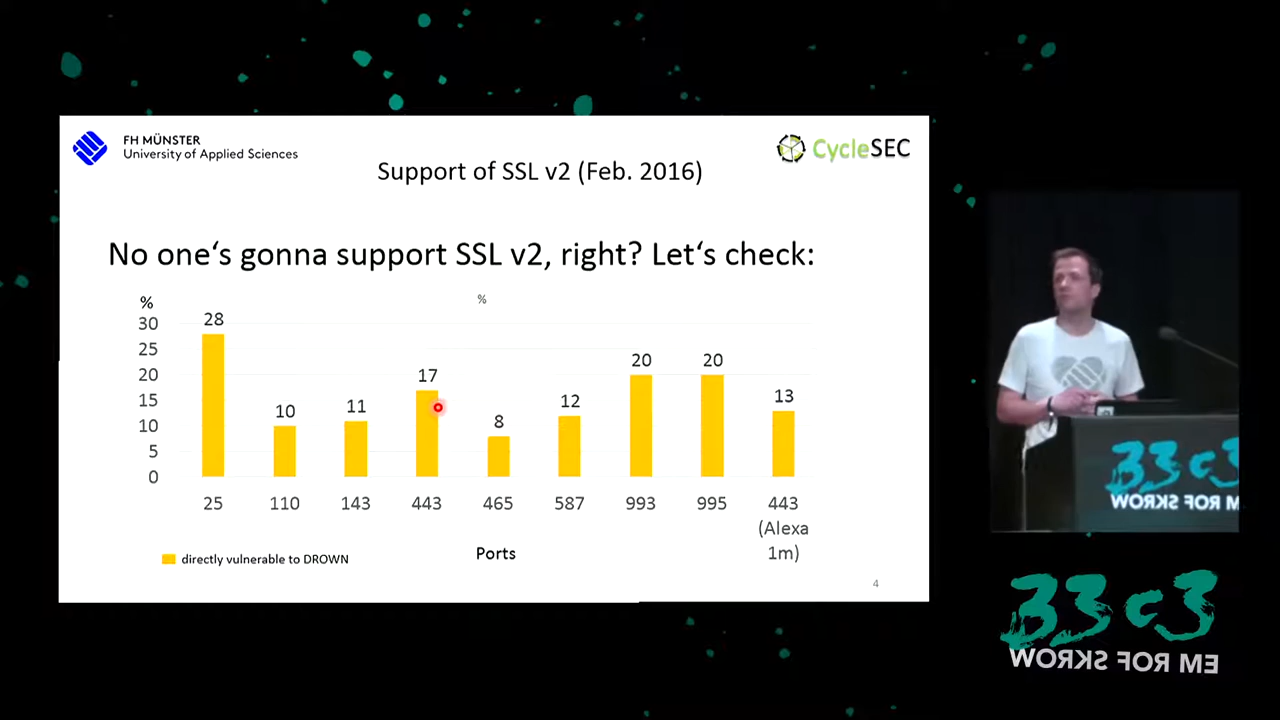 FH MÜNSTER
University of Applied Sciences
CycleSEC
Support of SSL v2 (Feb. 2016)
No one‘s gonna support SSL v2, right? Let‘s check:
%
%
30
25
20
15
10
5
0
28
10
11
17
8
12
20
20
13
25
110
143
443
465
587
993
995
443
(Alexa
1m)
Ports
directly vulnerable to DROWN
4
33c3
WORKS FOR M
33c3
WORKS FOR ME